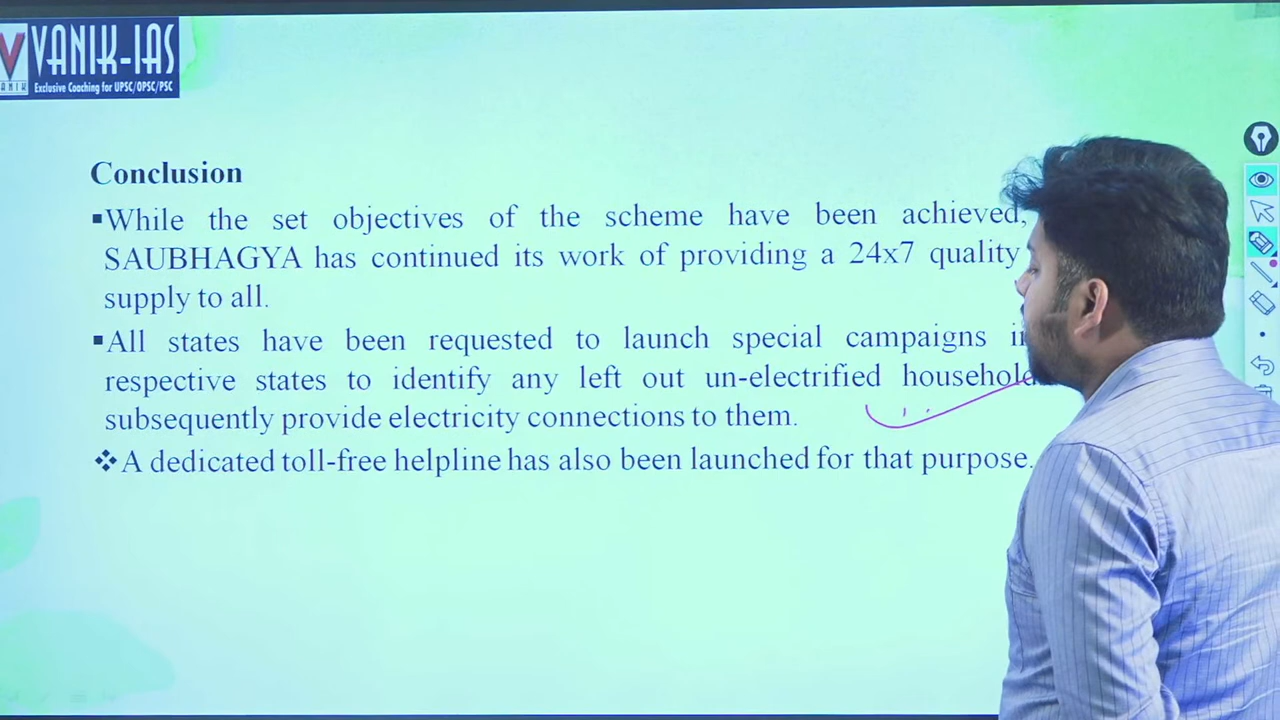 VANIK-IAS
Exclusive Coaching for UPSC/OPSC/PSC
VANIK
Conclusion
▪While the set objectives of the scheme have been achieved,
SAUBHAGYA has continued its work of providing a 24x7 quality
supply to all.
▪All states have been requested to launch special campaigns
respective states to identify any left out un-electrified household
subsequently provide electricity connections to them.
❖A dedicated toll-free helpline has also been launched for that purpose.